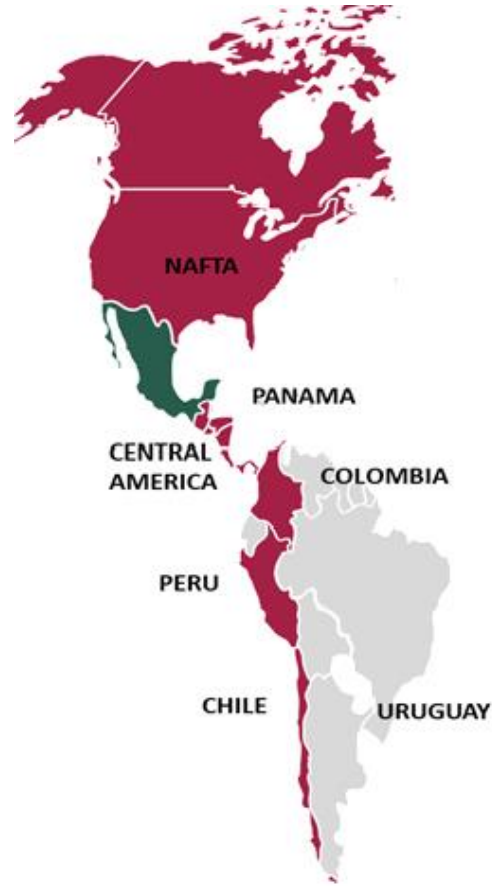 NAFTA
PANAMA
CENTRAL
AMERICA
COLOMBIA
PERU
CHILE
URUGUAY